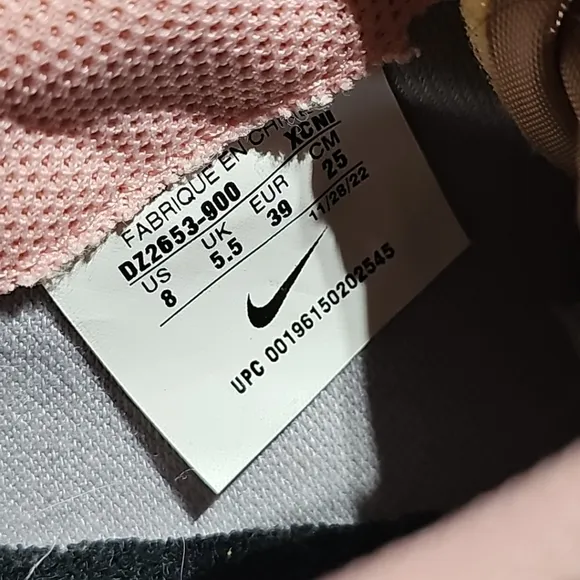 FABRIQUE EN CHINE
DZ2653-900 XCNI
US UK EUR CM
8 5.5 39 25
11/28/22
UPC 00196150202545